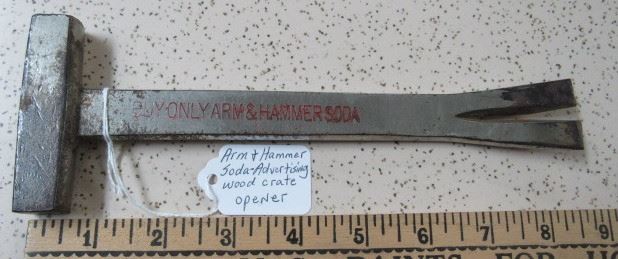 BUY ONLY ARM & HAMMER SODA
Arm & Hammer
Soda-Advertising
wood crate
opener
1 2 3 4 5 6 7 8 9